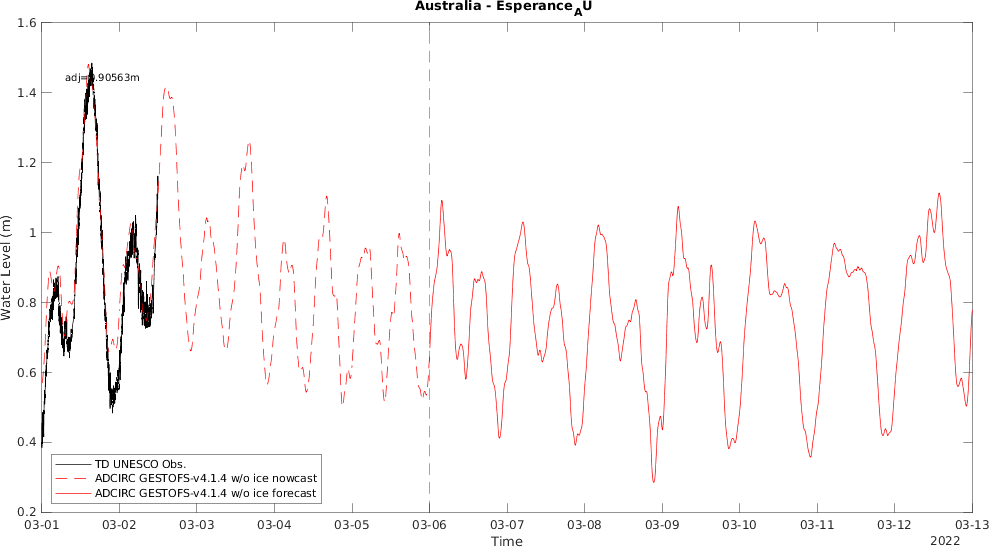 Australia - Esperance_AU
1.6
1.4
1.2
1
0.8
0.6
0.4
0.2
Water Level (m)
adj=0.90563m
TD UNESCO Obs.
ADCIRC GESTOFS-v4.1.4 w/o ice nowcast
ADCIRC GESTOFS-v4.1.4 w/o ice forecast
03-01 03-02 03-03 03-04 03-05 03-06 03-07 03-08 03-09 03-10 03-11 03-12 03-13
Time
2022